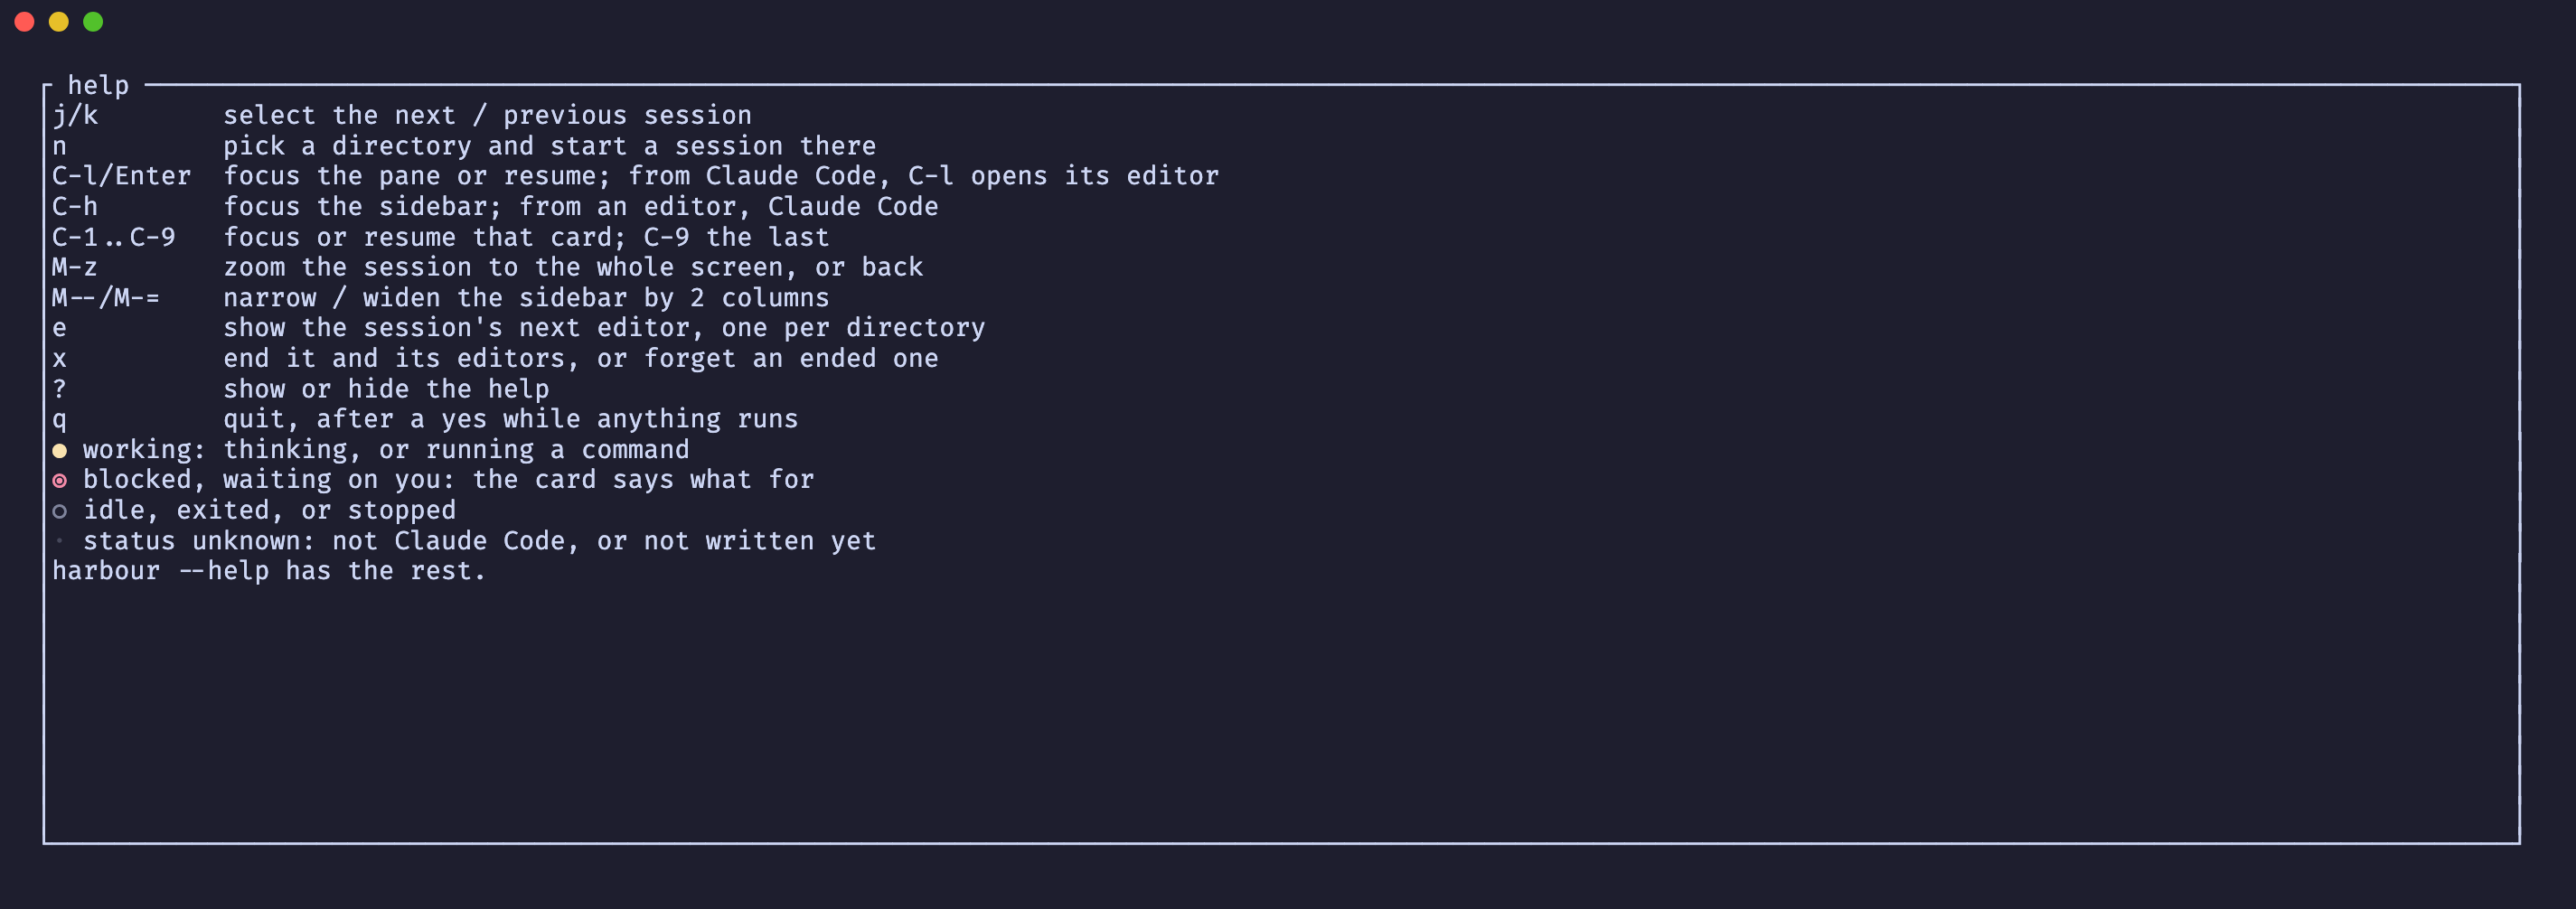 help
j/k        select the next / previous session
n          pick a directory and start a session there
C-l/Enter  focus the pane or resume; from Claude Code, C-l opens its editor
C-h        focus the sidebar; from an editor, Claude Code
C-1..C-9   focus or resume that card; C-9 the last
M-z        zoom the session to the whole screen, or back
M--/M-=    narrow / widen the sidebar by 2 columns
e          show the session's next editor, one per directory
x          end it and its editors, or forget an ended one
?          show or hide the help
q          quit, after a yes while anything runs
● working: thinking, or running a command
◉ blocked, waiting on you: the card says what for
○ idle, exited, or stopped
· status unknown: not Claude Code, or not written yet
harbour --help has the rest.